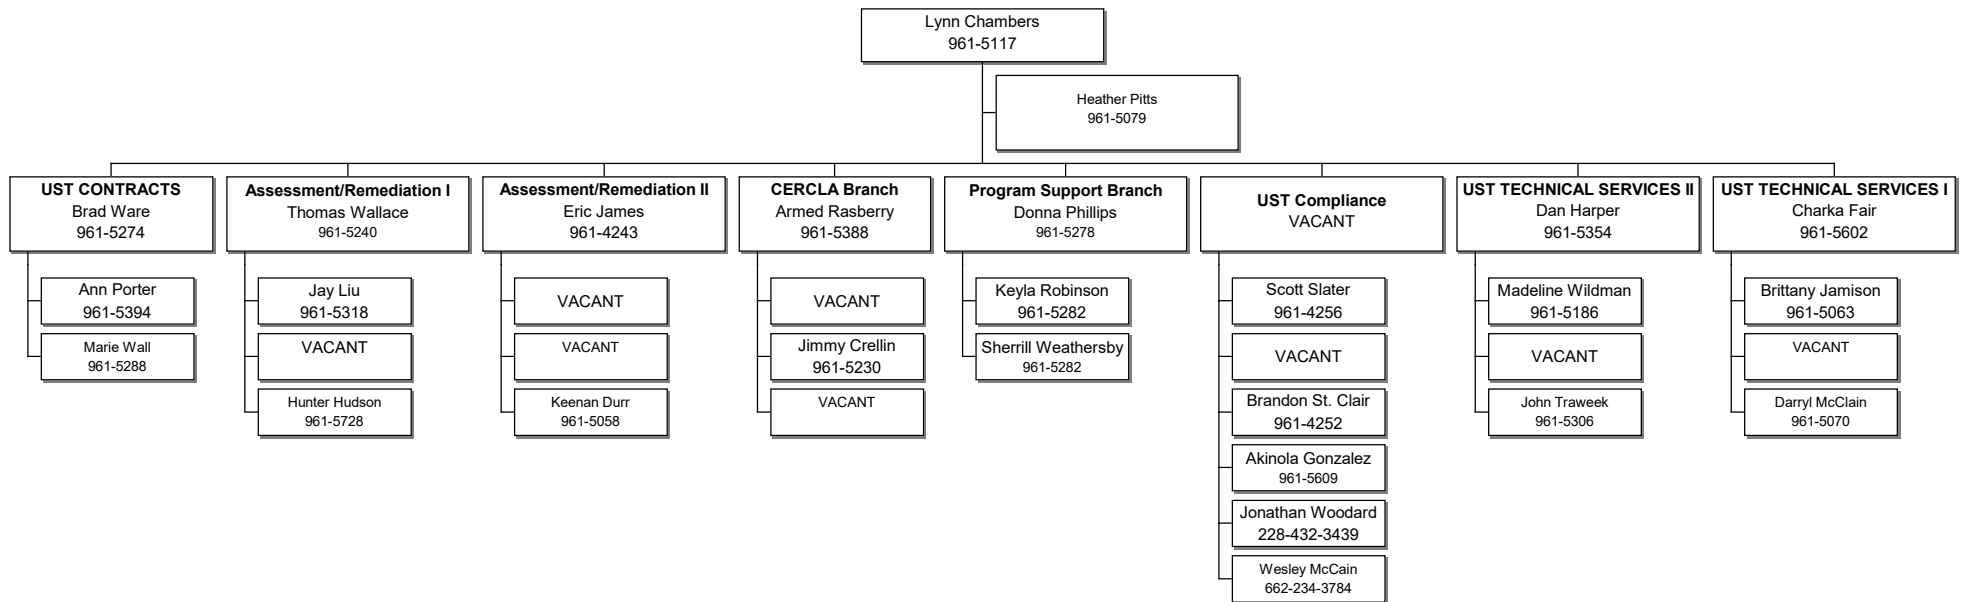 Lynn Chambers
961-5117
Heather Pitts
961-5079
UST CONTRACTS
Brad Ware
961-5274
Ann Porter
961-5394
Marie Wall
961-5288
Assessment/Remediation I
Thomas Wallace
961-5240
Jay Liu
961-5318
VACANT
Hunter Hudson
961-5728
Assessment/Remediation II
Eric James
961-4243
VACANT
VACANT
Keenan Durr
961-5058
CERCLA Branch
Armed Rasberry
961-5388
VACANT
Jimmy Crellin
961-5230
VACANT
Program Support Branch
Donna Phillips
961-5278
Keyla Robinson
961-5282
Sherrill Weathersby
961-5282
UST Compliance
VACANT
Scott Slater
961-4256
VACANT
Brandon St. Clair
961-4252
Akinola Gonzalez
961-5609
Jonathan Woodard
228-432-3439
Wesley McCain
662-234-3784
UST TECHNICAL SERVICES II
Dan Harper
961-5354
Madeline Wildman
961-5186
VACANT
John Traweek
961-5306
UST TECHNICAL SERVICES I
Charka Fair
961-5602
Brittany Jamison
961-5063
VACANT
Darryl McClain
961-5070